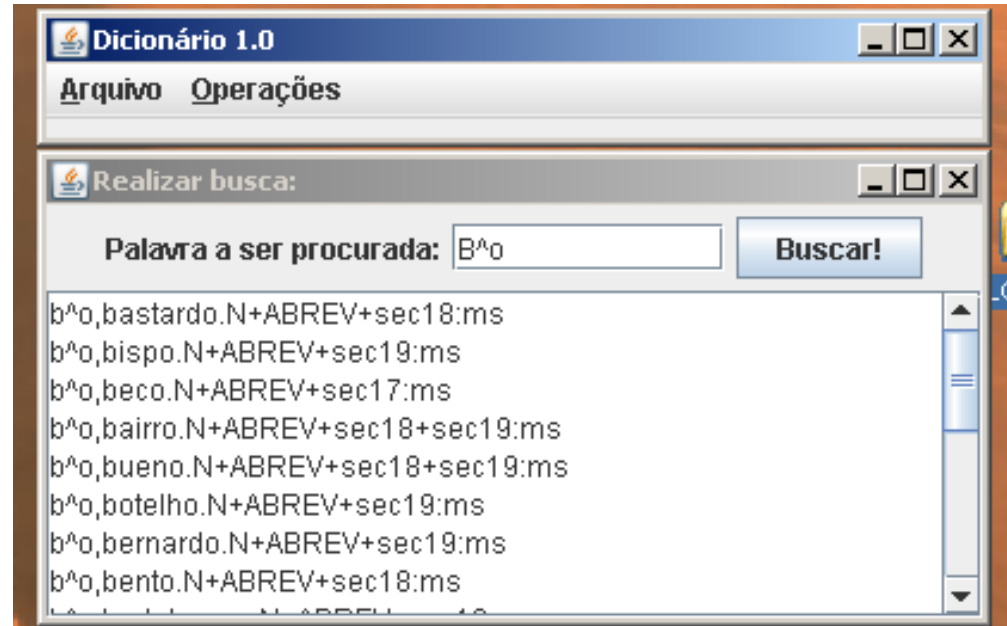 Dicionário 1.0
Arquivo Operações
Realizar busca:
Palavra a ser procurada: B^o Buscar!
b^o,bastardo.N+ABREV+sec18:ms
b^o,bispo.N+ABREV+sec19:ms
b^o,beco.N+ABREV+sec17:ms
b^o,bairro.N+ABREV+sec18+sec19:ms
b^o,bueno.N+ABREV+sec18+sec19:ms
b^o,botelho.N+ABREV+sec19:ms
b^o,bernardo.N+ABREV+sec19:ms
b^o,bento.N+ABREV+sec18:ms